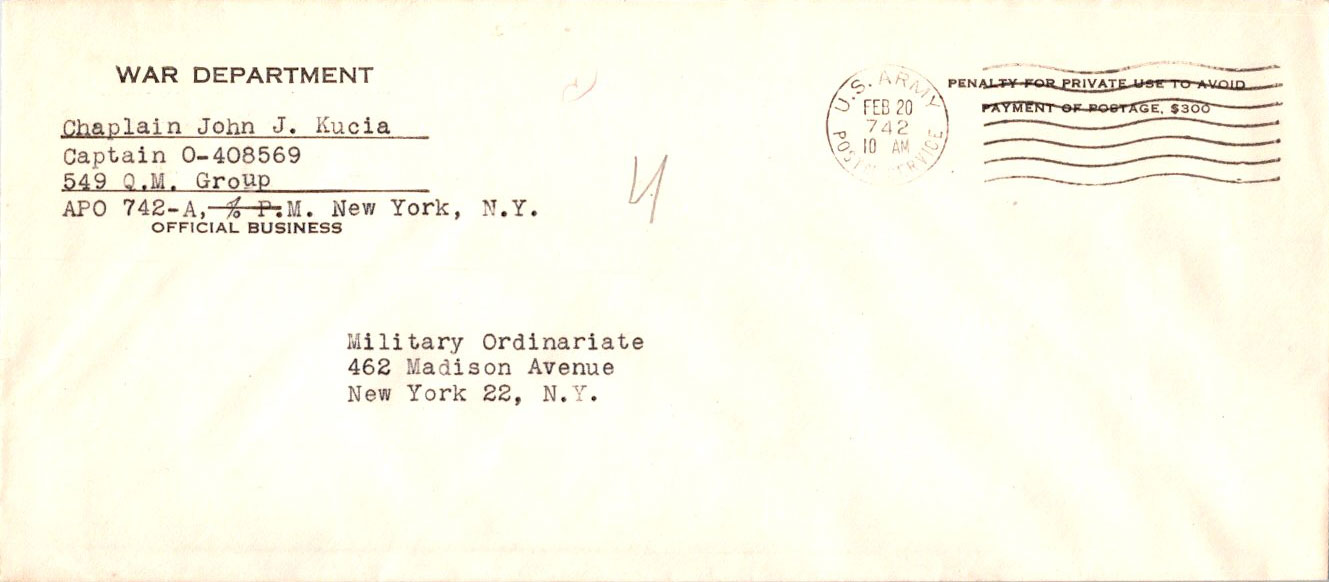 WAR DEPARTMENT
Chaplain John J. Kucia
Captain O-408569
549 Q.M. Group
APO 742-A, % P.M. New York, N.Y.
OFFICIAL BUSINESS
4
U.S. ARMY
FEB 20
742
10 AM
POSTAL SERVICE
PENALTY FOR PRIVATE USE TO AVOID
PAYMENT OF POSTAGE, $300
Military Ordinariate
462 Madison Avenue
New York 22, N.Y.